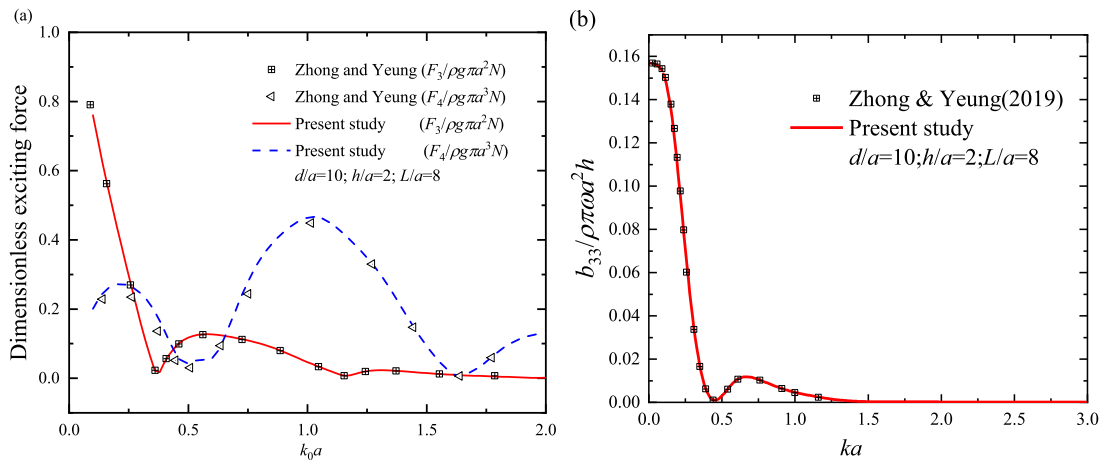 (a)
Dimensionless exciting force
1.0
0.8
0.6
0.4
0.2
0.0
0.0 0.5 1.0 1.5 2.0
k₀a
Zhong and Yeung (F₃/ρgπa²N)
Zhong and Yeung (F₄/ρgπa³N)
Present study (F₃/ρgπa²N)
Present study (F₄/ρgπa³N)
d/a=10; h/a=2; L/a=8
(b)
b₃₃/ρπωa²h
0.16
0.14
0.12
0.10
0.08
0.06
0.04
0.02
0.00
0.0 0.5 1.0 1.5 2.0 2.5 3.0
ka
Zhong & Yeung(2019)
Present study
d/a=10;h/a=2;L/a=8